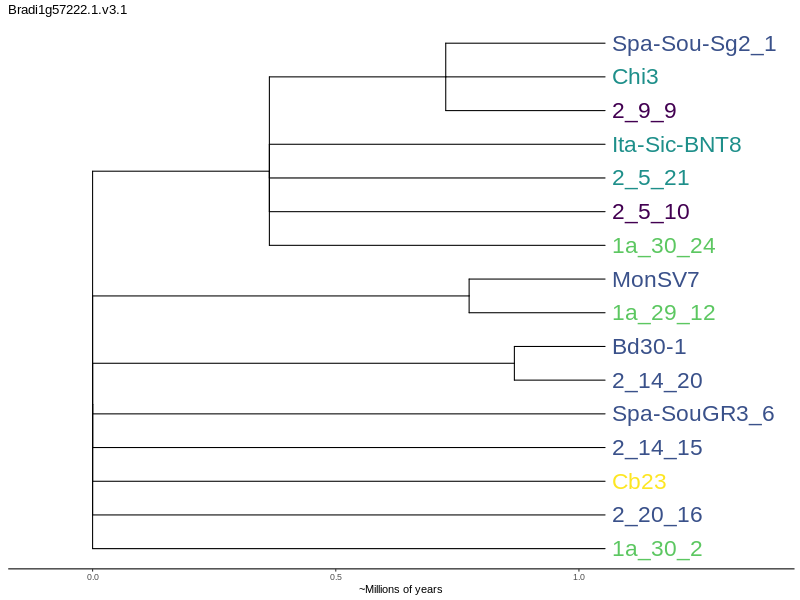 Bradi1g57222.1.v3.1
Spa-Sou-Sg2_1
Chi3
2_9_9
Ita-Sic-BNT8
2_5_21
2_5_10
1a_30_24
MonSV7
1a_29_12
Bd30-1
2_14_20
Spa-SouGR3_6
2_14_15
Cb23
2_20_16
1a_30_2
0.0 0.5 1.0
~Millions of years